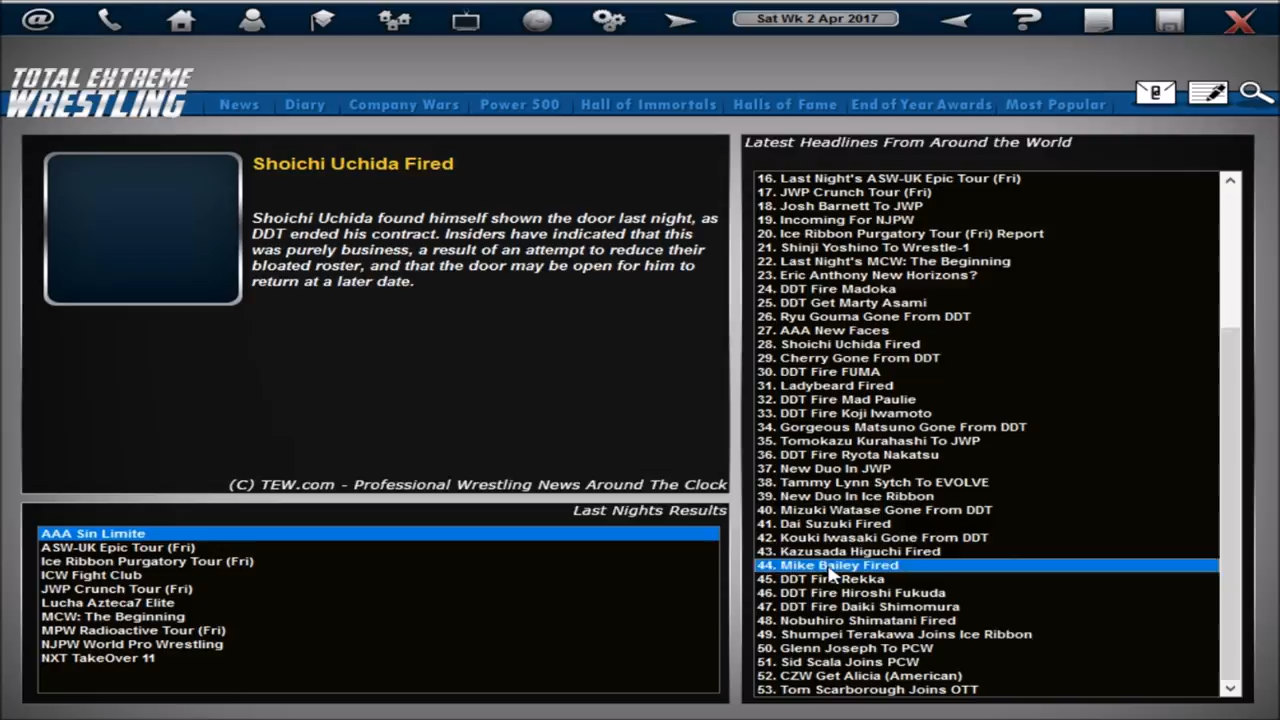 Sat Wk 2 Apr 2017
TOTAL EXTREME
WRESTLING
News Diary Company Wars Power 500 Hall of Immortals Halls of Fame End of Year Awards Most Popular
Shoichi Uchida Fired
Shoichi Uchida found himself shown the door last night, as
DDT ended his contract. Insiders have indicated that this
was purely business, a result of an attempt to reduce their
bloated roster, and that the door may be open for him to
return at a later date.
(C) TEW.com - Professional Wrestling News Around The Clock
Last Nights Results
AAA Sin Limite
ASW-UK Epic Tour (Fri)
Ice Ribbon Purgatory Tour (Fri)
ICW Fight Club
JWP Crunch Tour (Fri)
Lucha Azteca7 Elite
MCW: The Beginning
MPW Radioactive Tour (Fri)
NJPW World Pro Wrestling
NXT TakeOver 11
Latest Headlines From Around the World
16. Last Night's ASW-UK Epic Tour (Fri)
17. JWP Crunch Tour (Fri)
18. Josh Barnett To JWP
19. Incoming For NJPW
20. Ice Ribbon Purgatory Tour (Fri) Report
21. Shinji Yoshino To Wrestle-1
22. Last Night's MCW: The Beginning
23. Eric Anthony New Horizons?
24. DDT Fire Madoka
25. DDT Get Marty Asami
26. Ryu Gouma Gone From DDT
27. AAA New Faces
28. Shoichi Uchida Fired
29. Cherry Gone From DDT
30. DDT Fire FUMA
31. Ladybeard Fired
32. DDT Fire Mad Paulie
33. DDT Fire Koji Iwamoto
34. Gorgeous Matsuno Gone From DDT
35. Tomokazu Kurahashi To JWP
36. DDT Fire Ryota Nakatsu
37. New Duo In JWP
38. Tammy Lynn Sytch To EVOLVE
39. New Duo In Ice Ribbon
40. Mizuki Watase Gone From DDT
41. Dai Suzuki Fired
42. Kouki Iwasaki Gone From DDT
43. Kazusada Higuchi Fired
44. Mike Bailey Fired
45. DDT Fire Rekka
46. DDT Fire Hiroshi Fukuda
47. DDT Fire Daiki Shimomura
48. Nobuhiro Shimatani Fired
49. Shumpei Terakawa Joins Ice Ribbon
50. Glenn Joseph To PCW
51. Sid Scala Joins PCW
52. CZW Get Alicia (American)
53. Tom Scarborough Joins OTT